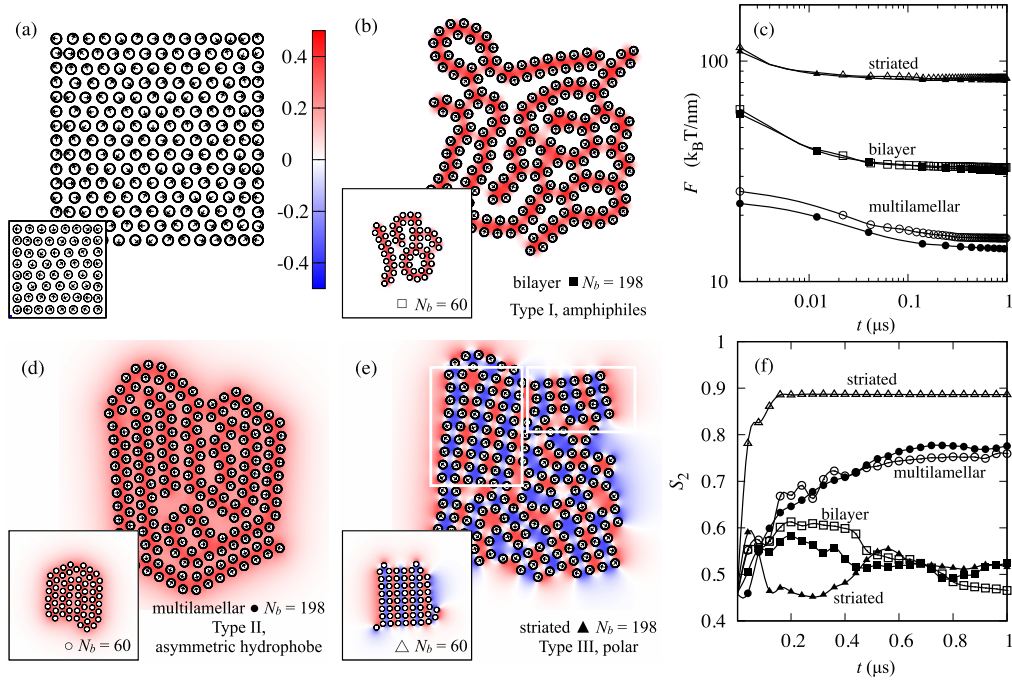 (a)
0.4
0.2
0
-0.2
-0.4
(b)
bilayer ■ N_b = 198
Type I, amphiphiles
□ N_b = 60
(c)
striated
bilayer
multilamellar
100
10
F (k_BT/nm)
0.01
0.1
1
t (μs)
(d)
multilamellar ● N_b = 198
Type II,
asymmetric hydrophobe
○ N_b = 60
(e)
striated ▲ N_b = 198
Type III, polar
△ N_b = 60
(f)
striated
multilamellar
bilayer
striated
1
0.9
0.8
0.7
0.6
0.5
0.4
S_2
0.2
0.4
0.6
0.8
1
t (μs)